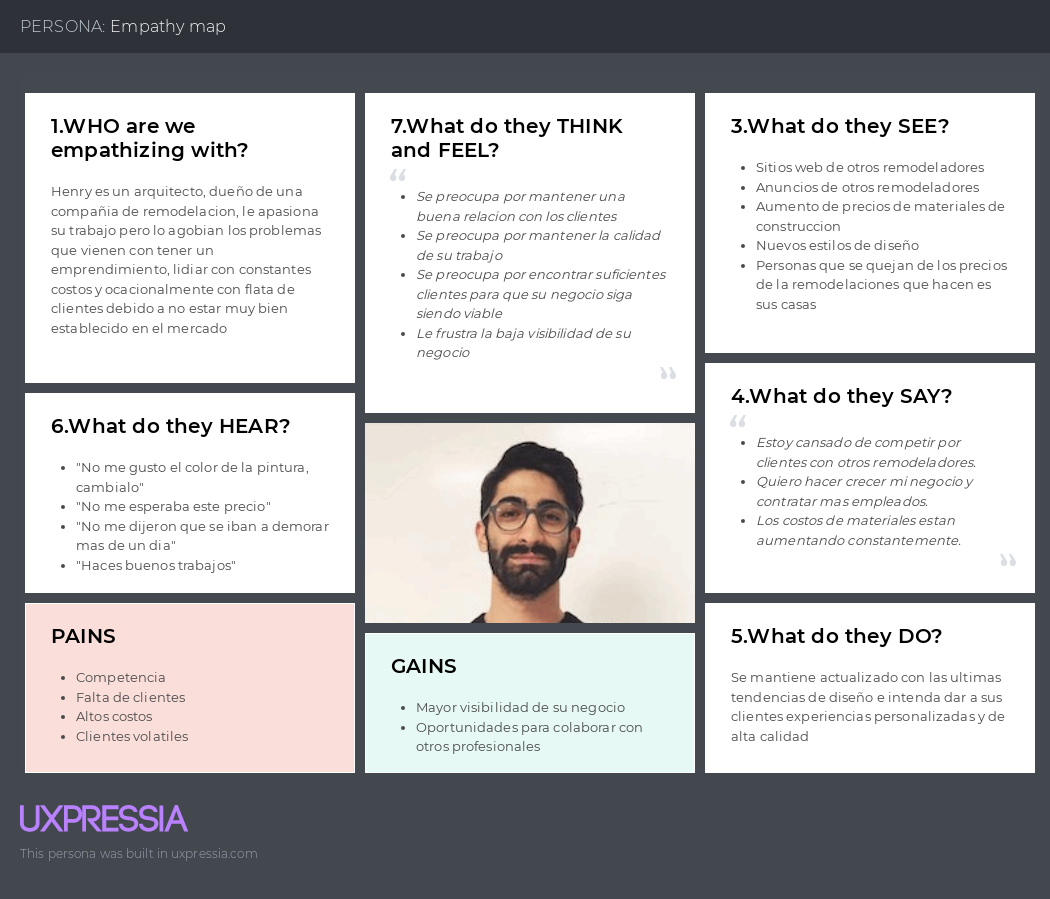 PERSONA: Empathy map
1.WHO are we
empathizing with?
Henry es un arquitecto, dueño de una
compañia de remodelacion, le apasiona
su trabajo pero lo agobian los problemas
que vienen con tener un
emprendimiento, lidiar con constantes
costos y ocacionalmente con flata de
clientes debido a no estar muy bien
establecido en el mercado
6.What do they HEAR?
• "No me gusto el color de la pintura,
cambialo"
• "No me esperaba este precio"
• "No me dijeron que se iban a demorar
mas de un dia"
• "Haces buenos trabajos"
PAINS
• Competencia
• Falta de clientes
• Altos costos
• Clientes volatiles
7.What do they THINK
and FEEL?
“
• Se preocupa por mantener una
buena relacion con los clientes
• Se preocupa por mantener la calidad
de su trabajo
• Se preocupa por encontrar suficientes
clientes para que su negocio siga
siendo viable
• Le frustra la baja visibilidad de su
negocio
”
GAINS
• Mayor visibilidad de su negocio
• Oportunidades para colaborar con
otros profesionales
3.What do they SEE?
• Sitios web de otros remodeladores
• Anuncios de otros remodeladores
• Aumento de precios de materiales de
construccion
• Nuevos estilos de diseño
• Personas que se quejan de los precios
de la remodelaciones que hacen es
sus casas
4.What do they SAY?
“
• Estoy cansado de competir por
clientes con otros remodeladores.
• Quiero hacer crecer mi negocio y
contratar mas empleados.
• Los costos de materiales estan
aumentando constantemente.
”
5.What do they DO?
Se mantiene actualizado con las ultimas
tendencias de diseño e intenda dar a sus
clientes experiencias personalizadas y de
alta calidad
UXPRESSIA
This persona was built in uxpressia.com